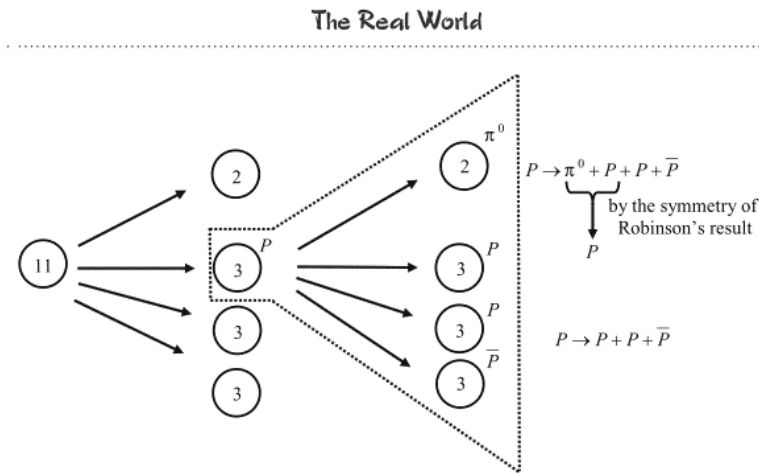 The Real World
π⁰
2
P → π⁰ + P + P + P̅
2
by the symmetry of
Robinson's result
P
P
P
11
3
3
P
3
3
P → P + P + P̅
P̅
3
3